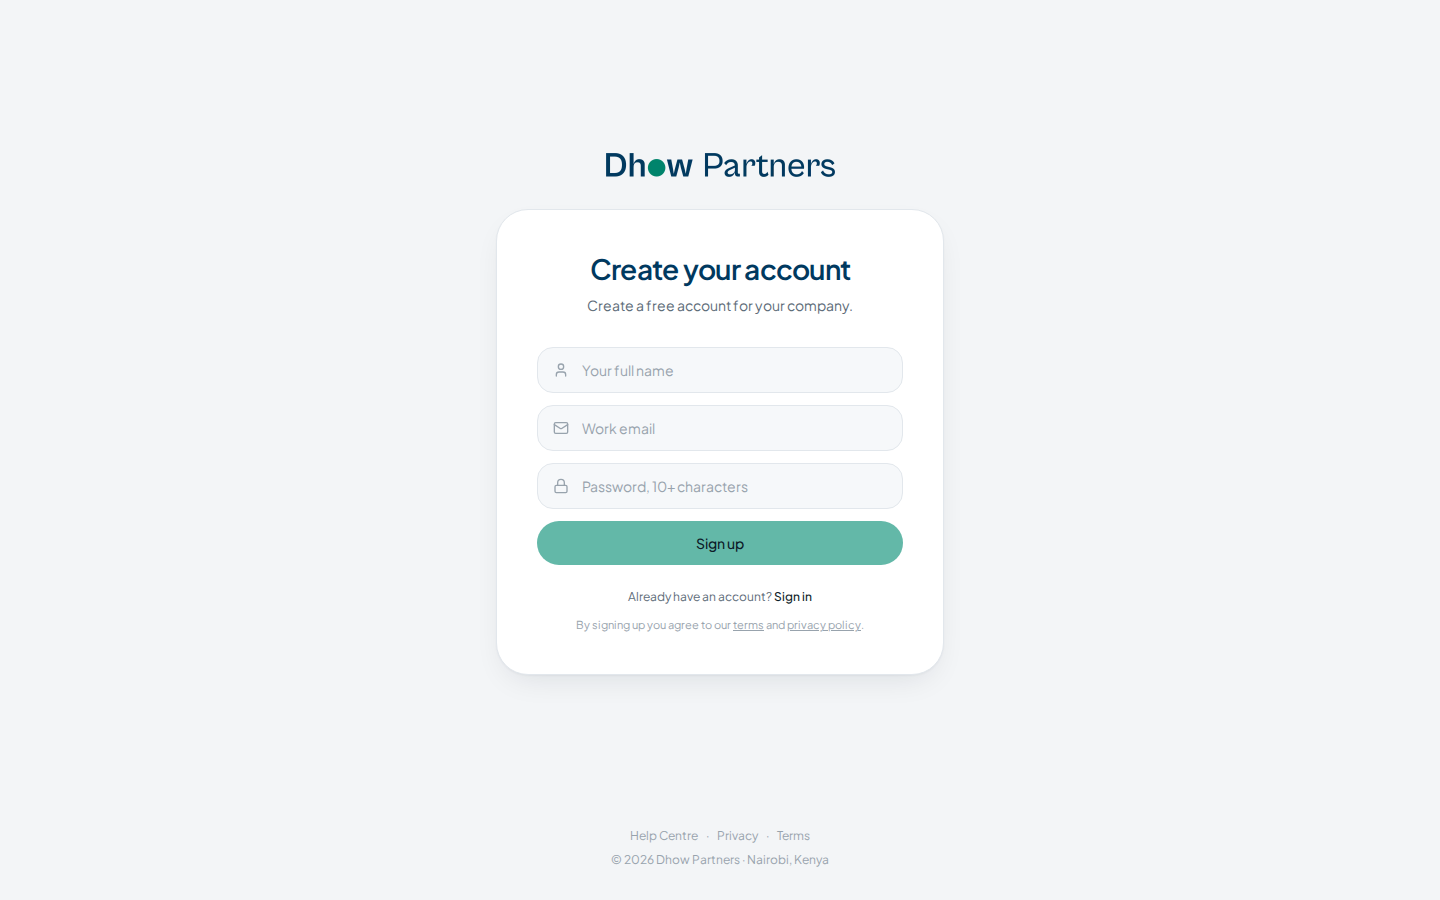 Dhow Partners
Create your account
Create a free account for your company.
Your full name
Work email
Password, 10+ characters
Sign up
Already have an account? Sign in
By signing up you agree to our terms and privacy policy.
Help Centre · Privacy · Terms
© 2026 Dhow Partners · Nairobi, Kenya